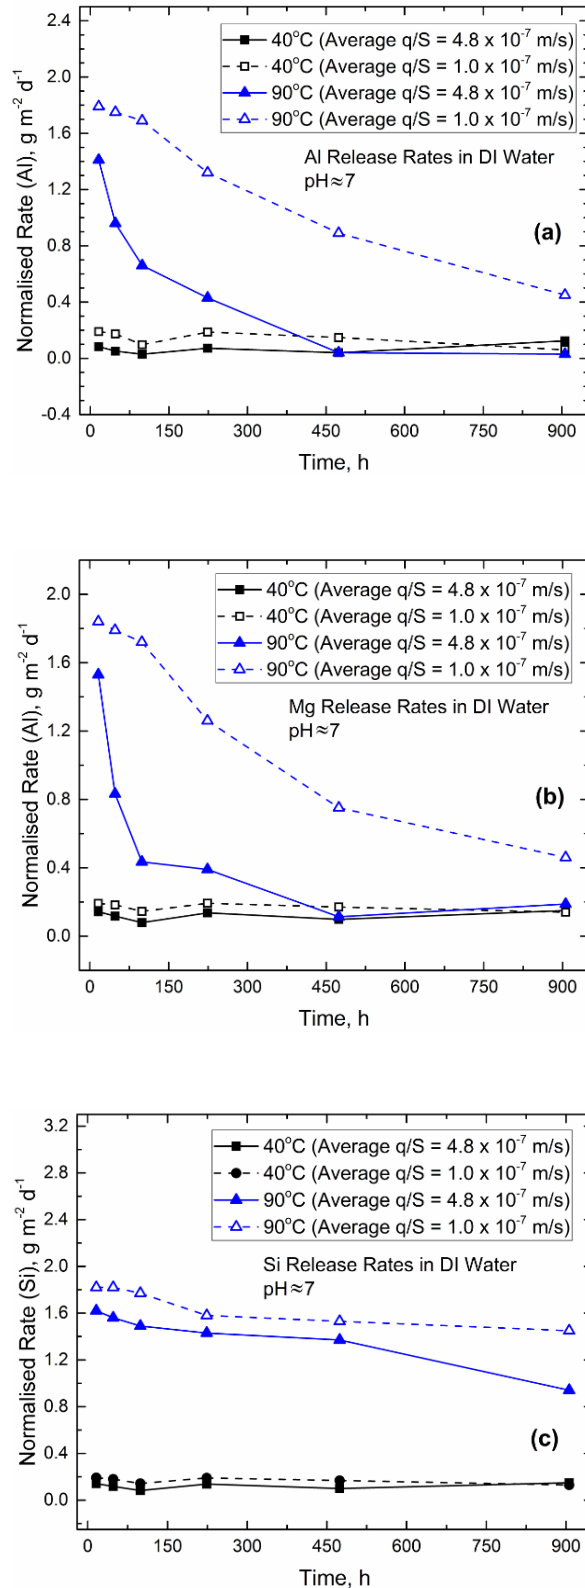 2.4
2.0
1.6
1.2
0.8
0.4
0.0
-0.4
Normalised Rate (Al), g m⁻² d⁻¹
40°C (Average q/S = 4.8 x 10⁻⁷ m/s)
40°C (Average q/S = 1.0 x 10⁻⁷ m/s)
90°C (Average q/S = 4.8 x 10⁻⁷ m/s)
90°C (Average q/S = 1.0 x 10⁻⁷ m/s)
Al Release Rates in DI Water
pH≈7
(a)
0 150 300 450 600 750 900
Time, h
2.0
1.6
1.2
0.8
0.4
0.0
Normalised Rate (Al), g m⁻² d⁻¹
40°C (Average q/S = 4.8 x 10⁻⁷ m/s)
40°C (Average q/S = 1.0 x 10⁻⁷ m/s)
90°C (Average q/S = 4.8 x 10⁻⁷ m/s)
90°C (Average q/S = 1.0 x 10⁻⁷ m/s)
Mg Release Rates in DI Water
pH≈7
(b)
0 150 300 450 600 750 900
Time, h
3.2
2.8
2.4
2.0
1.6
1.2
0.8
0.4
0.0
Normalised Rate (Si), g m⁻² d⁻¹
40°C (Average q/S = 4.8 x 10⁻⁷ m/s)
40°C (Average q/S = 1.0 x 10⁻⁷ m/s)
90°C (Average q/S = 4.8 x 10⁻⁷ m/s)
90°C (Average q/S = 1.0 x 10⁻⁷ m/s)
Si Release Rates in DI Water
pH≈7
(c)
0 150 300 450 600 750 900
Time, h